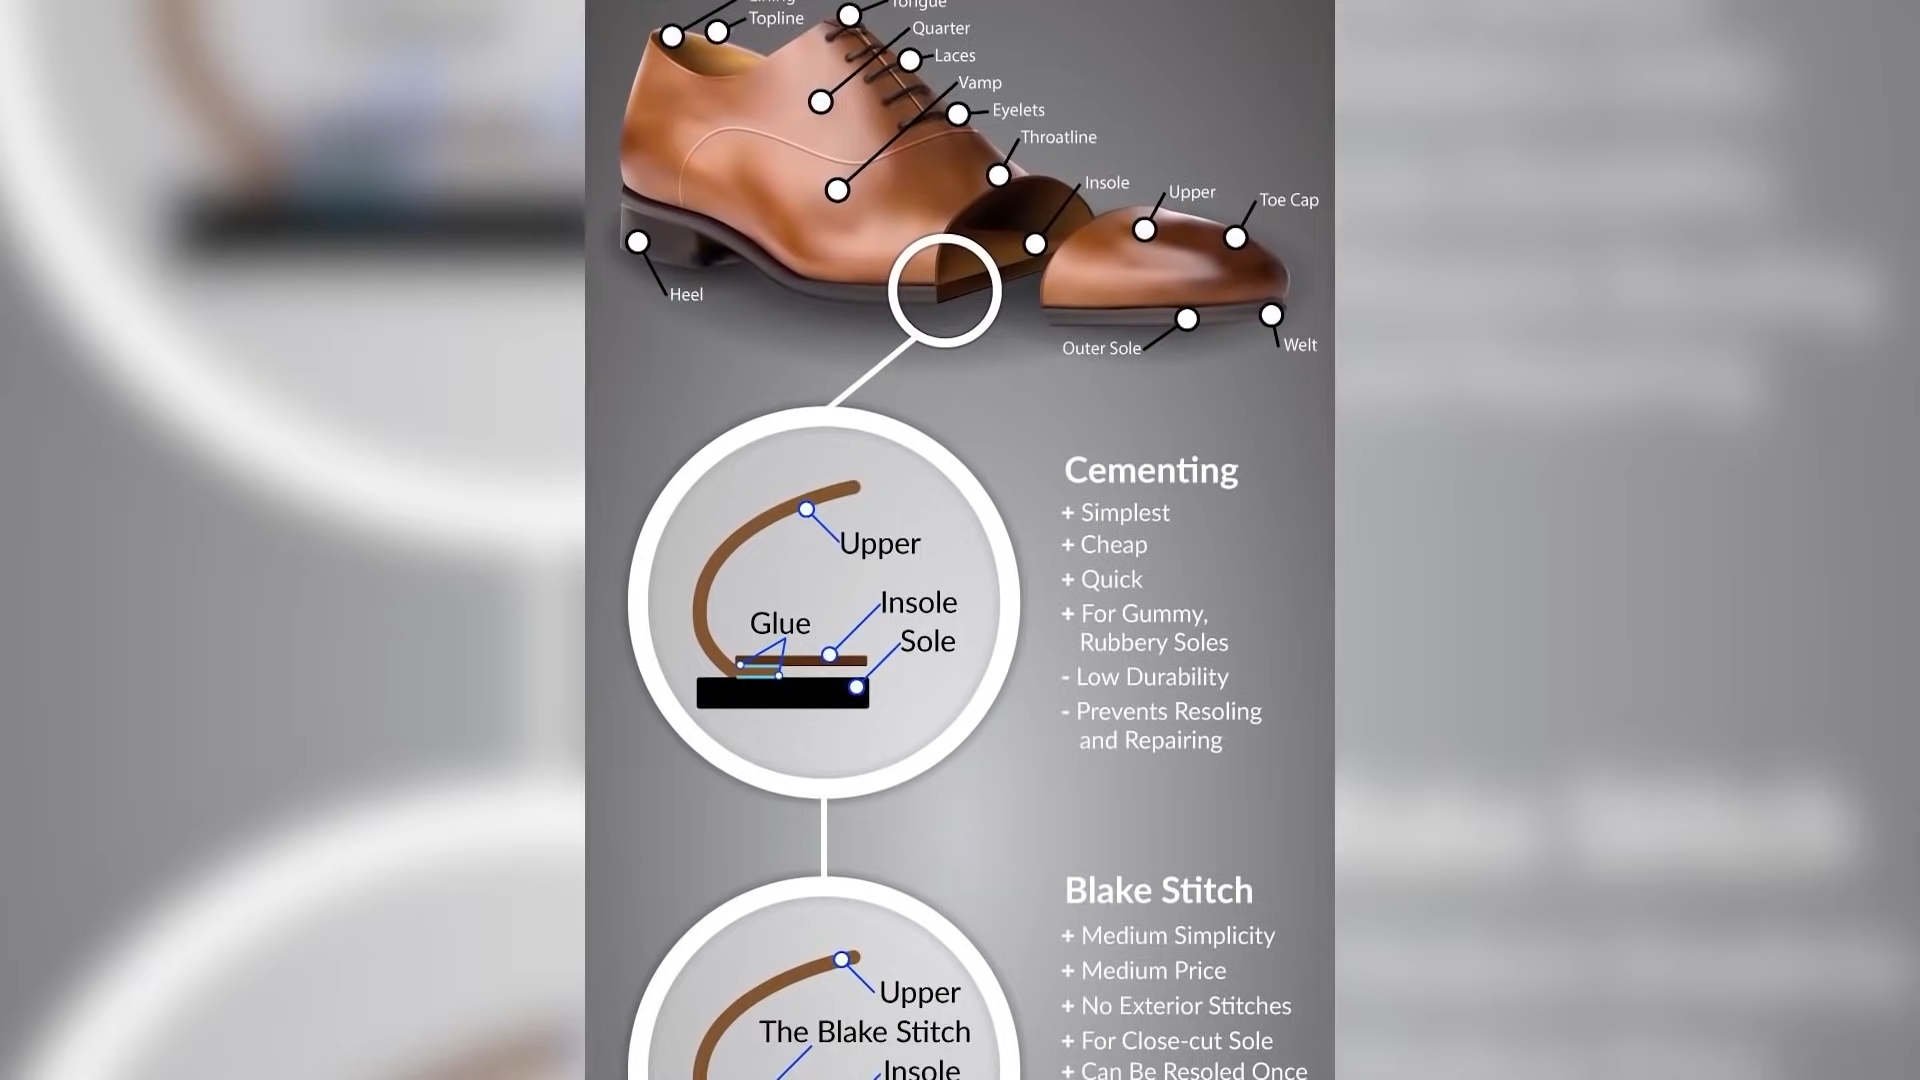 Topline
Tongue
Quarter
Laces
Vamp
Eyelets
Throatline
Insole
Upper
Toe Cap
Heel
Outer Sole
Welt
Cementing
+ Simplest
+ Cheap
+ Quick
+ For Gummy,
Rubbery Soles
- Low Durability
- Prevents Resoling
and Repairing
Upper
Insole
Glue
Sole
Blake Stitch
+ Medium Simplicity
+ Medium Price
+ No Exterior Stitches
+ For Close-cut Sole
+ Can Be Resoled Once
Upper
The Blake Stitch
Insole